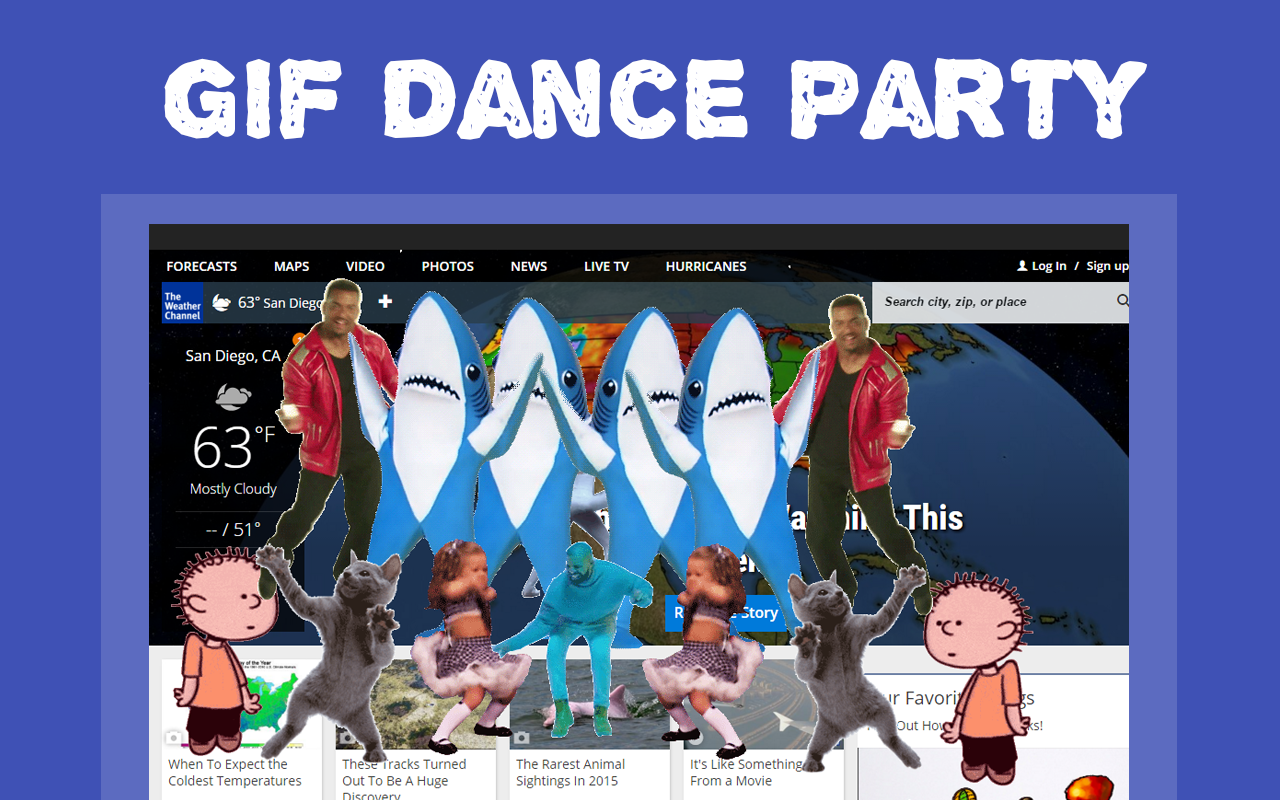 GIF DANCE PARTY
FORECASTS MAPS VIDEO PHOTOS NEWS LIVE TV HURRICANES Log In / Sign up
The
Weather
Channel
63° San Diego
Search city, zip, or place
San Diego, CA
63°F
Mostly Cloudy
-- / 51°
This
Story
When To Expect the
Coldest Temperatures
These Tracks Turned
Out To Be A Huge
Discovery
The Rarest Animal
Sightings In 2015
It's Like Something
From a Movie
Out